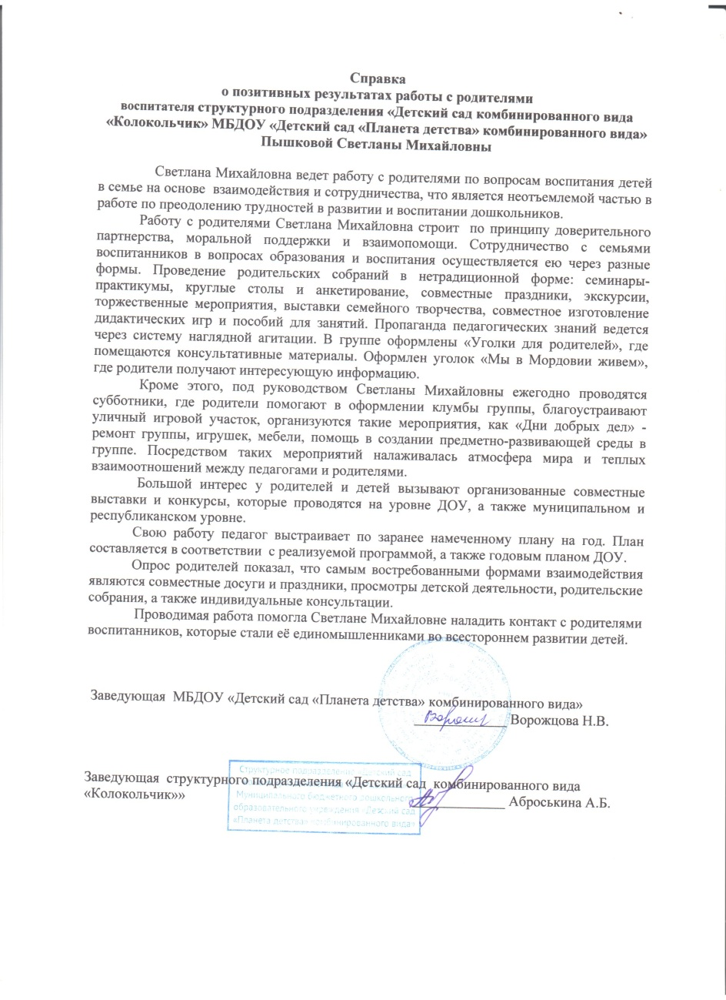 Справка
о позитивных результатах работы с родителями
воспитателя структурного подразделения «Детский сад комбинированного вида
«Колокольчик» МБДОУ «Детский сад «Планета детства» комбинированного вида»
Пышковой Светланы Михайловны
Светлана Михайловна ведет работу с родителями по вопросам воспитания детей
в семье на основе взаимодействия и сотрудничества, что является неотъемлемой частью в
работе по преодолению трудностей в развитии и воспитании дошкольников.
Работу с родителями Светлана Михайловна строит по принципу доверительного
партнерства, моральной поддержки и взаимопомощи. Сотрудничество с семьями
воспитанников в вопросах образования и воспитания осуществляется ею через разные
формы. Проведение родительских собраний в нетрадиционной форме: семинары-
практикумы, круглые столы и анкетирование, совместные праздники, экскурсии,
торжественные мероприятия, выставки семейного творчества, совместное изготовление
дидактических игр и пособий для занятий. Пропаганда педагогических знаний ведется
через систему наглядной агитации. В группе оформлены «Уголки для родителей», где
помещаются консультативные материалы. Оформлен уголок «Мы в Мордовии живем»,
где родители получают интересующую информацию.
Кроме этого, под руководством Светланы Михайловны ежегодно проводятся
субботники, где родители помогают в оформлении клумбы группы, благоустраивают
уличный игровой участок, организуются такие мероприятия, как «Дни добрых дел» -
ремонт группы, игрушек, мебели, помощь в создании предметно-развивающей среды в
группе. Посредством таких мероприятий налаживалась атмосфера мира и теплых
взаимоотношений между педагогами и родителями.
Большой интерес у родителей и детей вызывают организованные совместные
выставки и конкурсы, которые проводятся на уровне ДОУ, а также муниципальном и
республиканском уровне.
Свою работу педагог выстраивает по заранее намеченному плану на год. План
составляется в соответствии с реализуемой программой, а также годовым планом ДОУ.
Опрос родителей показал, что самым востребованными формами взаимодействия
являются совместные досуги и праздники, просмотры детской деятельности, родительские
собрания, а также индивидуальные консультации.
Проводимая работа помогла Светлане Михайловне наладить контакт с родителями
воспитанников, которые стали её единомышленниками во всестороннем развитии детей.
Заведующая МБДОУ «Детский сад «Планета детства» комбинированного вида»
Ворожцова Н.В.
Структурное подразделение «Детский сад
Заведующая структурного подразделения «Детский сад комбинированного вида
«Колокольчик»» Аброськина А.Б.
Муниципального бюджетного дошкольного
образовательного учреждения «Детский сад
«Планета детства» комбинированного вида»